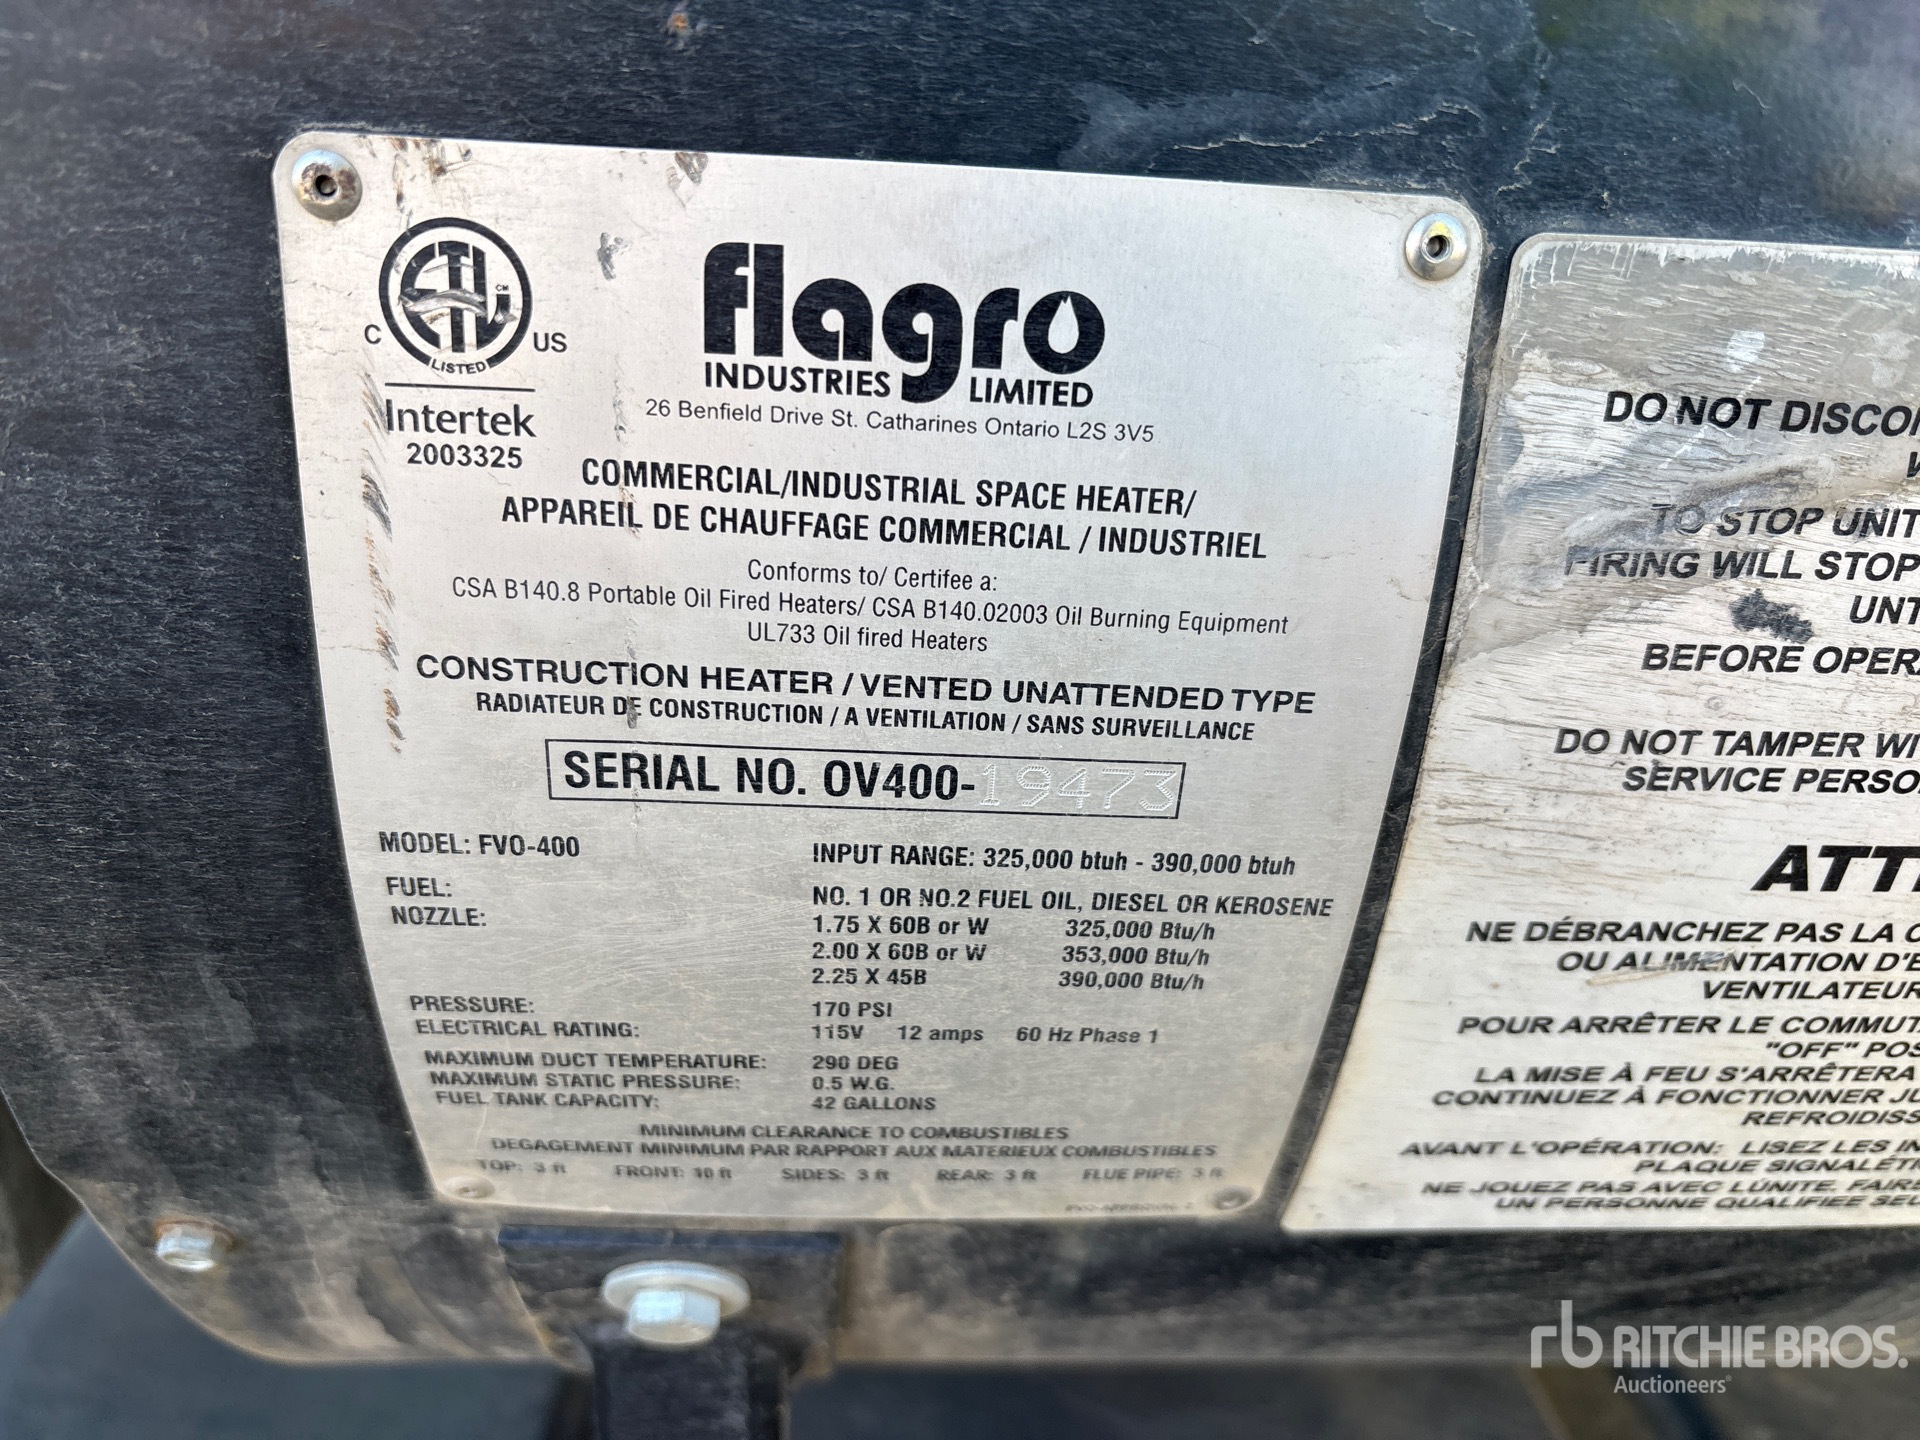 C
ETL
CM
LISTED
US
Intertek
2003325
flagro
INDUSTRIES LIMITED
26 Benfield Drive St. Catharines Ontario L2S 3V5
COMMERCIAL/INDUSTRIAL SPACE HEATER/
APPAREIL DE CHAUFFAGE COMMERCIAL / INDUSTRIEL
Conforms to/ Certifee a:
CSA B140.8 Portable Oil Fired Heaters/ CSA B140.02003 Oil Burning Equipment
UL733 Oil fired Heaters
CONSTRUCTION HEATER / VENTED UNATTENDED TYPE
RADIATEUR DE CONSTRUCTION / A VENTILATION / SANS SURVEILLANCE
SERIAL NO. OV400-19473
MODEL: FVO-400 INPUT RANGE: 325,000 btuh - 390,000 btuh
FUEL: NO. 1 OR NO.2 FUEL OIL, DIESEL OR KEROSENE
NOZZLE: 1.75 X 60B or W 325,000 Btu/h
2.00 X 60B or W 353,000 Btu/h
2.25 X 45B 390,000 Btu/h
PRESSURE: 170 PSI
ELECTRICAL RATING: 115V 12 amps 60 Hz Phase 1
MAXIMUM DUCT TEMPERATURE: 290 DEG
MAXIMUM STATIC PRESSURE: 0.5 W.G.
FUEL TANK CAPACITY: 42 GALLONS
MINIMUM CLEARANCE TO COMBUSTIBLES
DEGAGEMENT MINIMUM PAR RAPPORT AUX MATERIEUX COMBUSTIBLES
TOP: 3 ft FRONT: 10 ft SIDES: 3 ft REAR: 3 ft FLUE PIPE: 3 ft
DO NOT DISCO
TO STOP UNIT
FIRING WILL STOP
UNT
BEFORE OPERA
DO NOT TAMPER WI
SERVICE PERSO
ATT
NE DÉBRANCHEZ PAS LA
OU ALIMENTATION D'É
VENTILATEUR
POUR ARRÊTER LE COMMUT
"OFF" POS
LA MISE À FEU S'ARRÊTERA
CONTINUEZ À FONCTIONNER JU
REFROIDISS
AVANT L'OPÉRATION: LISEZ LES IN
PLAQUE SIGNALÉTI
NE JOUEZ PAS AVEC LÚNITE. FAIRE
UN PERSONNE QUALIFIEE SEU
rb RITCHIE BROS.
Auctioneers